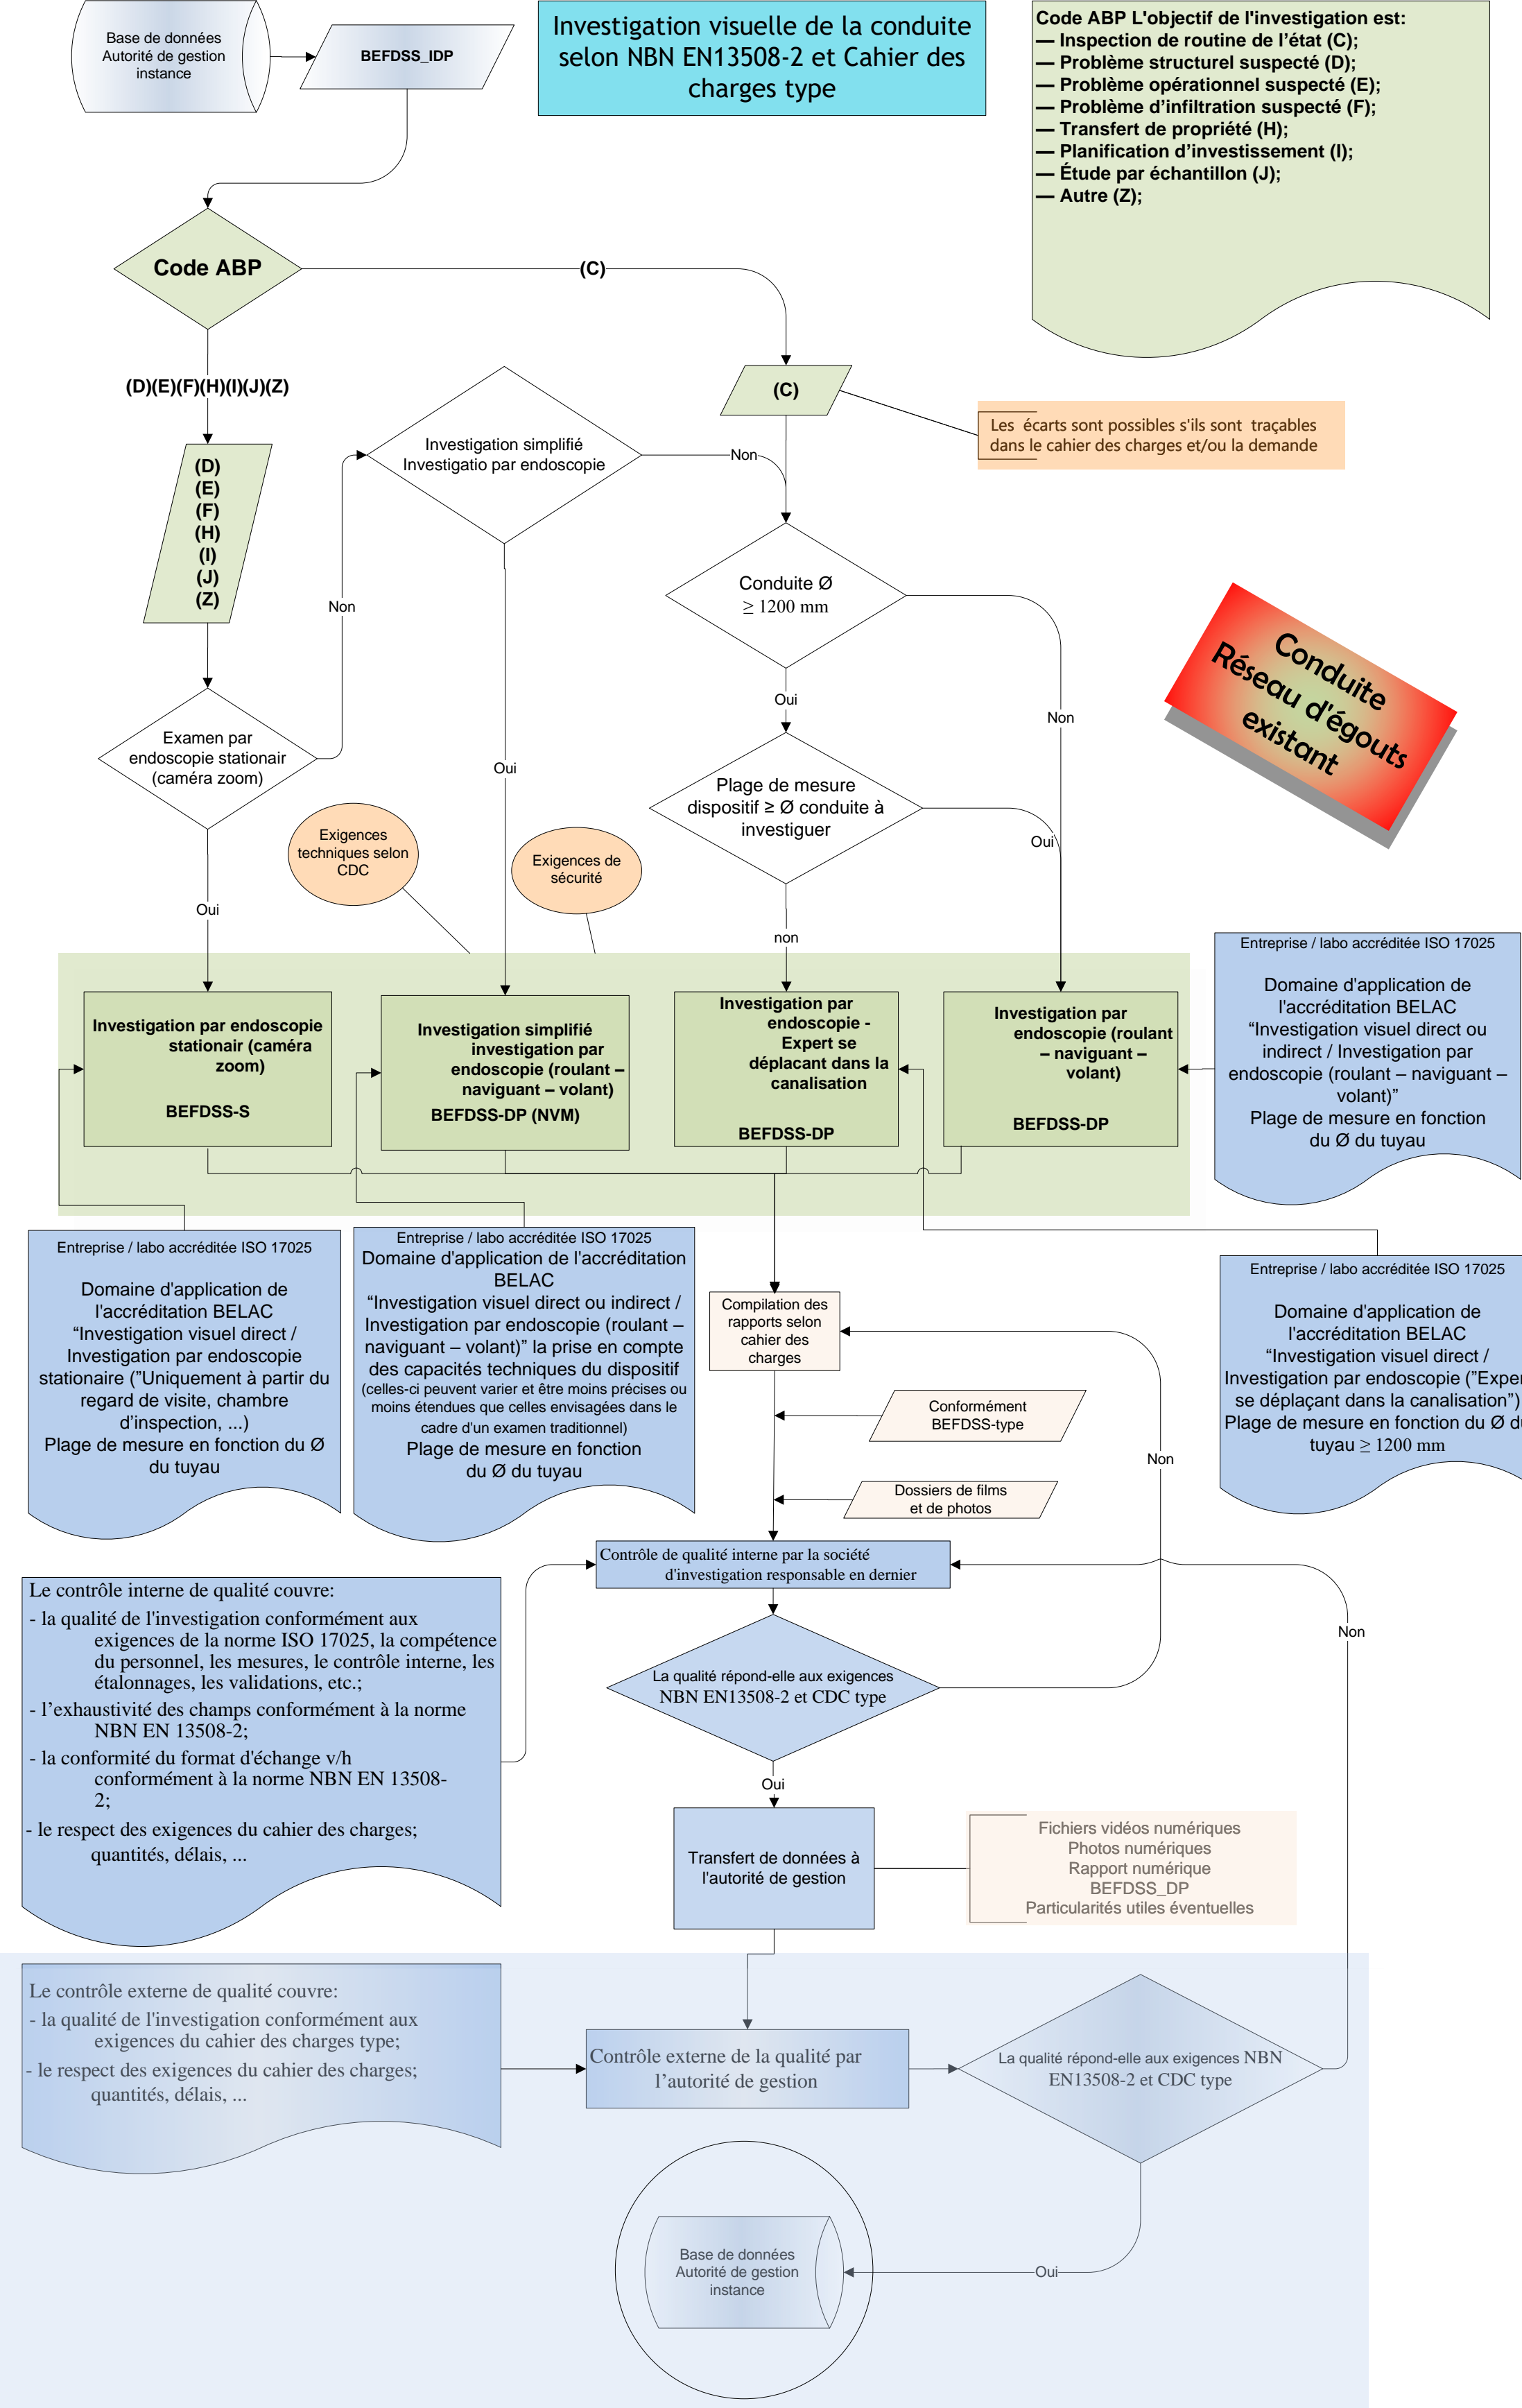 Base de données
Autorité de gestion
instance
BEFDSS_IDP
Investigation visuelle de la conduite
selon NBN EN13508-2 et Cahier des
charges type
Code ABP L'objectif de l'investigation est:
— Inspection de routine de l'état (C);
— Problème structurel suspecté (D);
— Problème opérationnel suspecté (E);
— Problème d'infiltration suspecté (F);
— Transfert de propriété (H);
— Planification d'investissement (I);
— Étude par échantillon (J);
— Autre (Z);
Code ABP
(C)
(D)(E)(F)(H)(I)(J)(Z)
(C)
Les écarts sont possibles s'ils sont traçables
dans le cahier des charges et/ou la demande
Investigation simplifié
Investigatio par endoscopie
Non
(D)
(E)
(F)
(H)
(I)
(J)
(Z)
Non
Conduite Ø
≥ 1200 mm
Conduite
Réseau d'égouts
existant
Oui
Non
Examen par
endoscopie stationair
(caméra zoom)
Oui
Plage de mesure
dispositif ≥ Ø conduite à
investiguer
Oui
Exigences
techniques selon
CDC
Exigences de
sécurité
Oui
non
Investigation par endoscopie
stationair (caméra
zoom)
BEFDSS-S
Investigation simplifié
investigation par
endoscopie (roulant –
naviguant – volant)
BEFDSS-DP (NVM)
Investigation par
endoscopie -
Expert se
déplacant dans la
canalisation
BEFDSS-DP
Investigation par
endoscopie (roulant
– naviguant –
volant)
BEFDSS-DP
Entreprise / labo accréditée ISO 17025
Domaine d'application de
l'accréditation BELAC
“Investigation visuel direct ou
indirect / Investigation par
endoscopie (roulant – naviguant –
volant)”
Plage de mesure en fonction
du Ø du tuyau
Entreprise / labo accréditée ISO 17025
Domaine d'application de
l'accréditation BELAC
“Investigation visuel direct /
Investigation par endoscopie
stationaire (”Uniquement à partir du
regard de visite, chambre
d’inspection, ...)
Plage de mesure en fonction du Ø
du tuyau
Entreprise / labo accréditée ISO 17025
Domaine d'application de l'accréditation
BELAC
“Investigation visuel direct ou indirect /
Investigation par endoscopie (roulant –
naviguant – volant)” la prise en compte
des capacités techniques du dispositif
(celles-ci peuvent varier et être moins précises ou
moins étendues que celles envisagées dans le
cadre d'un examen traditionnel)
Plage de mesure en fonction
du Ø du tuyau
Entreprise / labo accréditée ISO 17025
Domaine d'application de
l'accréditation BELAC
“Investigation visuel direct /
Investigation par endoscopie (”Exper
se déplaçant dans la canalisation”)
Plage de mesure en fonction du Ø du
tuyau ≥ 1200 mm
Compilation des
rapports selon
cahier des
charges
Conformément
BEFDSS-type
Non
Dossiers de films
et de photos
Contrôle de qualité interne par la société
d'investigation responsable en dernier
Non
Le contrôle interne de qualité couvre:
- la qualité de l'investigation conformément aux
exigences de la norme ISO 17025, la compétence
du personnel, les mesures, le contrôle interne, les
étalonnages, les validations, etc.;
- l’exhaustivité des champs conformément à la norme
NBN EN 13508-2;
- la conformité du format d'échange v/h
conformément à la norme NBN EN 13508-
2;
- le respect des exigences du cahier des charges;
quantités, délais, ...
La qualité répond-elle aux exigences
NBN EN13508-2 et CDC type
Oui
Transfert de données à
l'autorité de gestion
Fichiers vidéos numériques
Photos numériques
Rapport numérique
BEFDSS_DP
Particularités utiles éventuelles
Le contrôle externe de qualité couvre:
- la qualité de l'investigation conformément aux
exigences du cahier des charges type;
- le respect des exigences du cahier des charges;
quantités, délais, ...
Contrôle externe de la qualité par
l’autorité de gestion
La qualité répond-elle aux exigences NBN
EN13508-2 et CDC type
Oui
Base de données
Autorité de gestion
instance